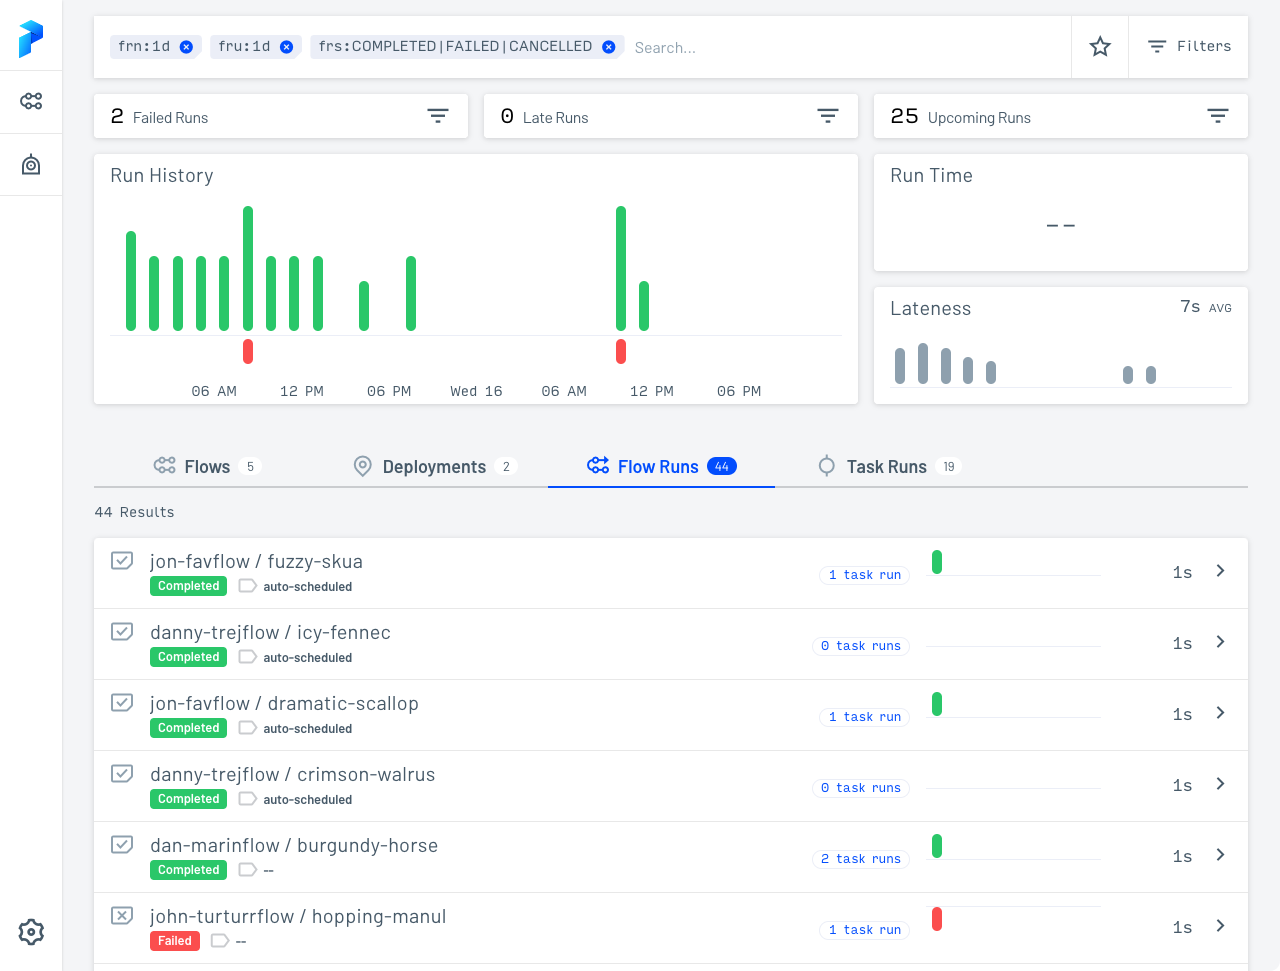 frn:1d fru:1d frs:COMPLETED|FAILED|CANCELLED Search... Filters
2 Failed Runs
0 Late Runs
25 Upcoming Runs
Run History
06 AM 12 PM 06 PM Wed 16 06 AM 12 PM 06 PM
Run Time
--
Lateness 7s AVG
Flows 5 Deployments 2 Flow Runs 44 Task Runs 19
44 Results
jon-favflow / fuzzy-skua
Completed auto-scheduled
1 task run 1s
danny-trejflow / icy-fennec
Completed auto-scheduled
0 task runs 1s
jon-favflow / dramatic-scallop
Completed auto-scheduled
1 task run 1s
danny-trejflow / crimson-walrus
Completed auto-scheduled
0 task runs 1s
dan-marinflow / burgundy-horse
Completed --
2 task runs 1s
john-turturrflow / hopping-manul
Failed --
1 task run 1s